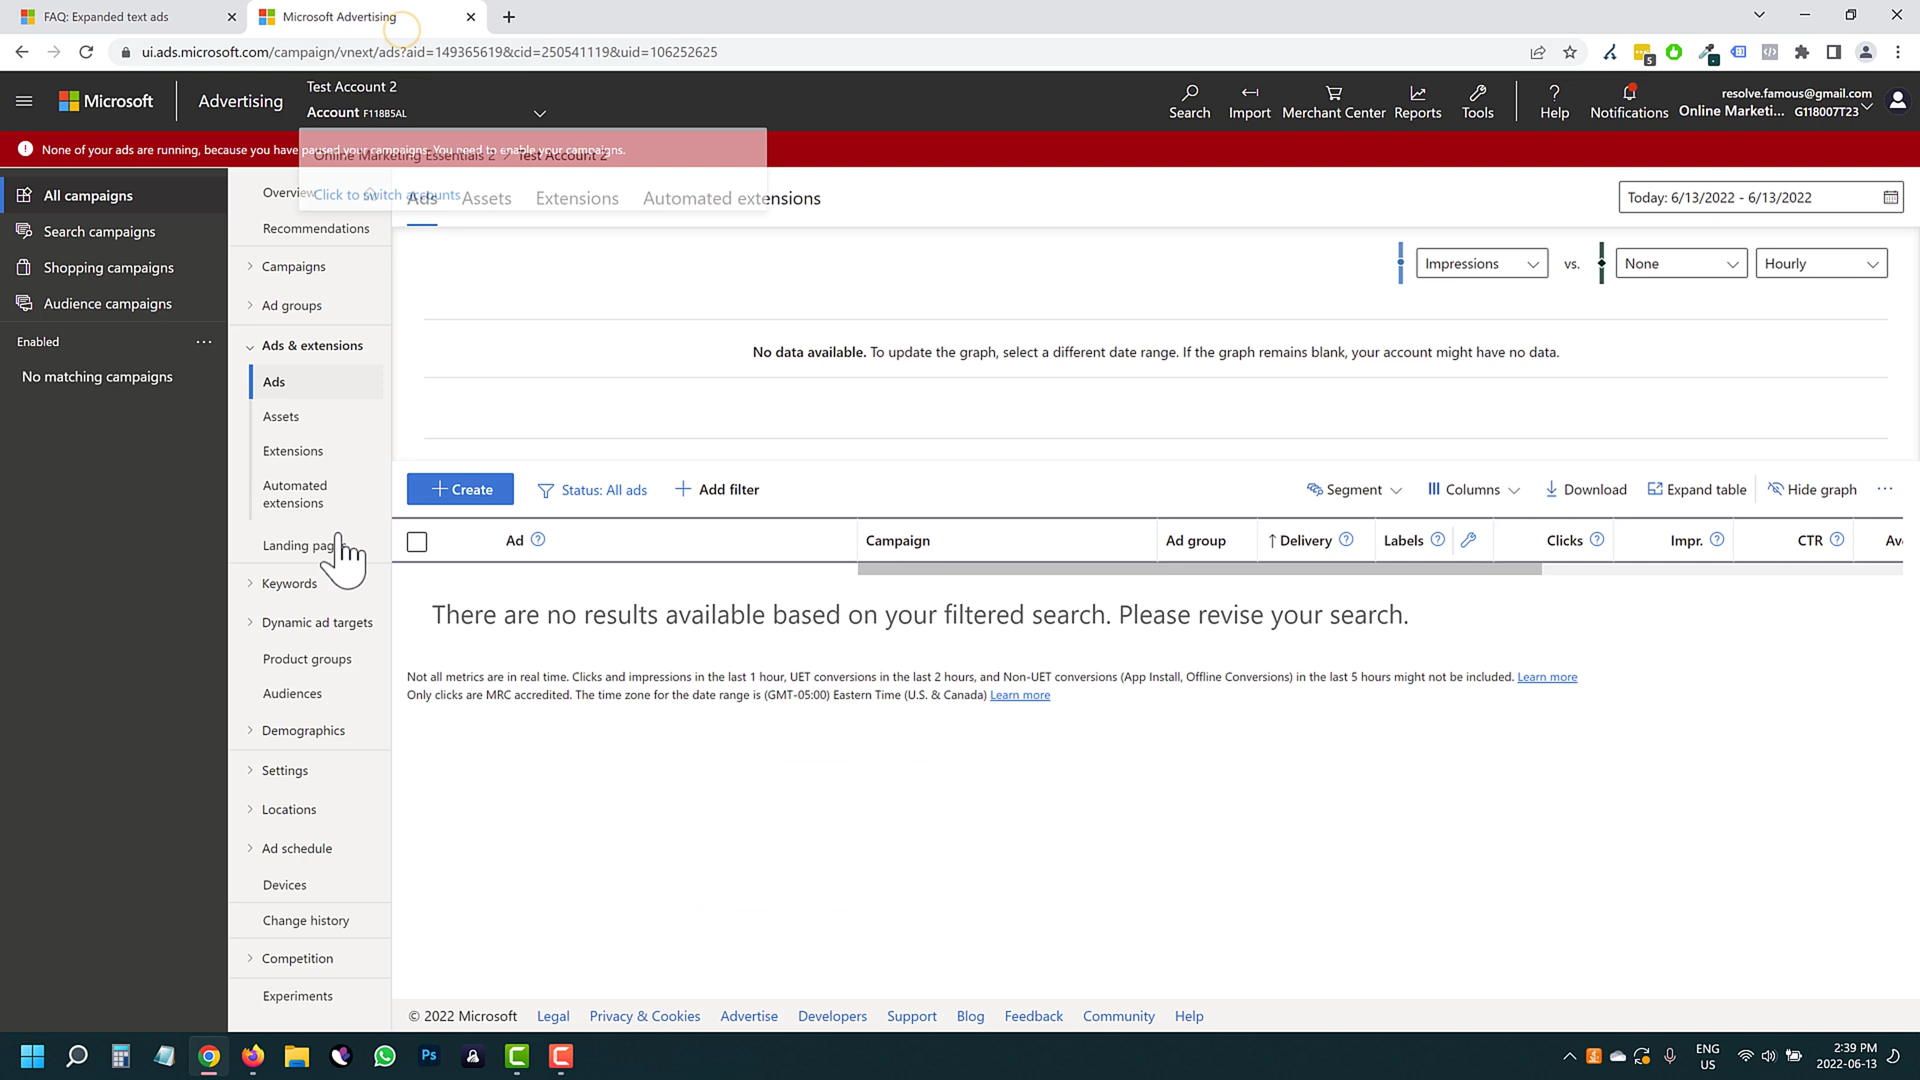 FAQ: Expanded text ads
Microsoft Advertising
ui.ads.microsoft.com/campaign/vnext/ads?aid=149365619&cid=250541119&uid=106252625
5
Microsoft
Advertising
Test Account 2
Account F118B5AL
Search
Import
Merchant Center
Reports
Tools
Help
Notifications
resolve.famous@gmail.com
Online Marketi... G118007T23
None of your ads are running, because you have paused your campaigns. You need to enable your campaigns.
Online Marketing Essentials 2 > Test Account 2
Click to switch accounts
All campaigns
Search campaigns
Shopping campaigns
Audience campaigns
Enabled
No matching campaigns
Overview
Recommendations
Campaigns
Ad groups
Ads & extensions
Ads
Assets
Extensions
Automated extensions
Landing pag
Keywords
Dynamic ad targets
Product groups
Audiences
Demographics
Settings
Locations
Ad schedule
Devices
Change history
Competition
Experiments
Ads Assets Extensions Automated extensions
Today: 6/13/2022 - 6/13/2022
Impressions vs. None Hourly
No data available. To update the graph, select a different date range. If the graph remains blank, your account might have no data.
Create
Status: All ads
Add filter
Segment
Columns
Download
Expand table
Hide graph
Ad Campaign Ad group Delivery Labels Clicks Impr. CTR Av
There are no results available based on your filtered search. Please revise your search.
Not all metrics are in real time. Clicks and impressions in the last 1 hour, UET conversions in the last 2 hours, and Non-UET conversions (App Install, Offline Conversions) in the last 5 hours might not be included. Learn more
Only clicks are MRC accredited. The time zone for the date range is (GMT-05:00) Eastern Time (U.S. & Canada) Learn more
© 2022 Microsoft Legal Privacy & Cookies Advertise Developers Support Blog Feedback Community Help
Ps
ENG
US
2:39 PM
2022-06-13